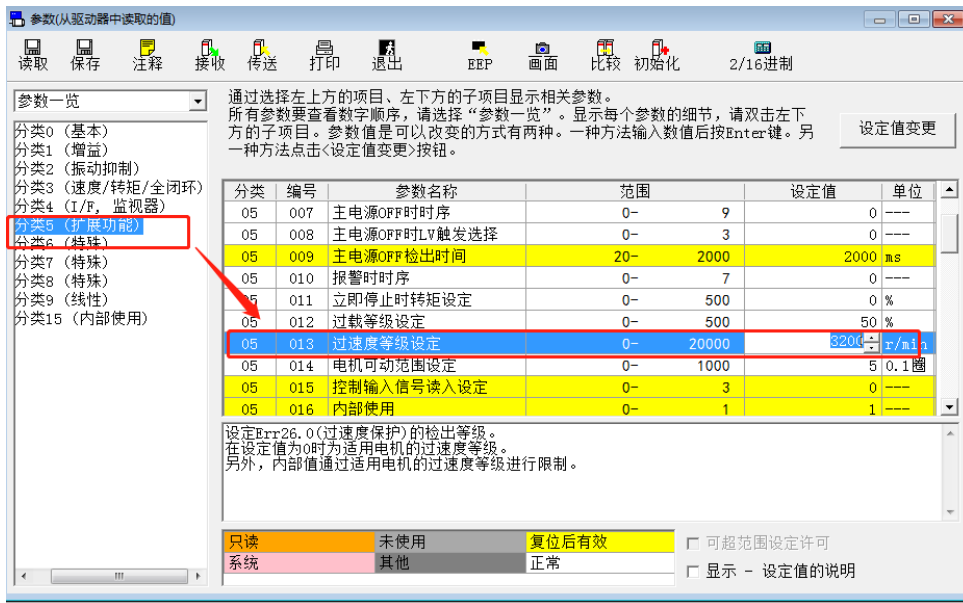 参数(从驱动器中读取的值)
读取 保存 注释 接收 传送 打印 退出 EEP 画面 比较 初始化 2/16进制
参数一览
分类0 (基本)
分类1 (增益)
分类2 (振动抑制)
分类3 (速度/转矩/全闭环)
分类4 (I/F, 监视器)
分类5 (扩展功能)
分类6 (特殊)
分类7 (特殊)
分类8 (特殊)
分类9 (线性)
分类15 (内部使用)
通过选择左上方的项目、左下方的子项目显示相关参数。
所有参数要查看数字顺序，请选择“参数一览”。显示每个参数的细节，请双击左下
方的子项目。参数值是可以改变的方式有两种。一种方法输入数值后按Enter键。另
一种方法点击<设定值变更>按钮。
设定值变更
分类 编号 参数名称 范围 设定值 单位
05 007 主电源OFF时时序 0- 9 0 ---
05 008 主电源OFF时LV触发选择 0- 3 0 ---
05 009 主电源OFF检出时间 20- 2000 2000 ms
05 010 报警时时序 0- 7 0 ---
05 011 立即停止时转矩设定 0- 500 0 %
05 012 过载等级设定 0- 500 50 %
05 013 过速度等级设定 0- 20000 3200 r/min
05 014 电机可动范围设定 0- 1000 5 0.1圈
05 015 控制输入信号读入设定 0- 3 0 ---
05 016 内部使用 0- 1 1 ---
设定Err26.0(过速度保护)的检出等级。
在设定值为0时为适用电机的过速度等级。
另外，内部值通过适用电机的过速度等级进行限制。
只读 未使用 复位后有效
系统 其他 正常
可超范围设定许可
显示 - 设定值的说明